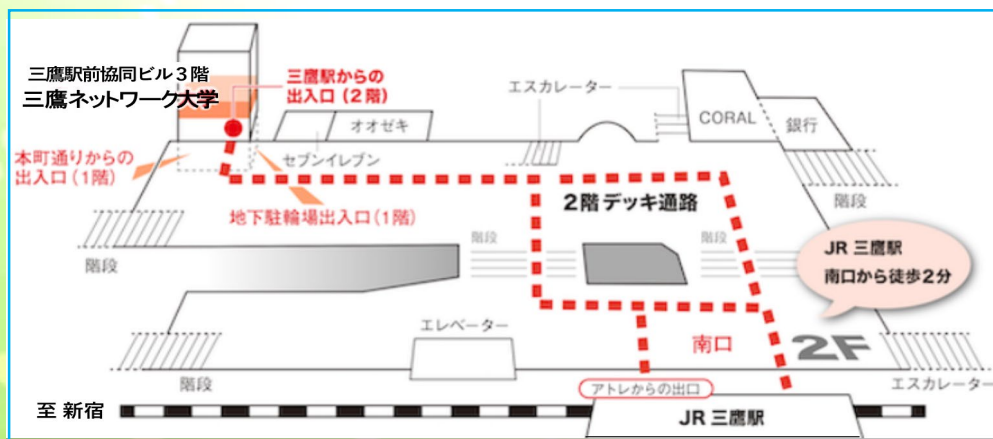 三鷹駅前協同ビル3階
三鷹ネットワーク大学
三鷹駅からの
出入口(2階)
エスカレーター
CORAL
銀行
オオゼキ
セブンイレブン
本町通りからの
出入口(1階)
地下駐輪場出入口(1階)
2階デッキ通路
階段
階段
階段
階段
JR 三鷹駅
南口から徒歩2分
エレベーター
南口
2F
階段
エスカレーター
アトレからの出口
至 新宿
JR 三鷹駅